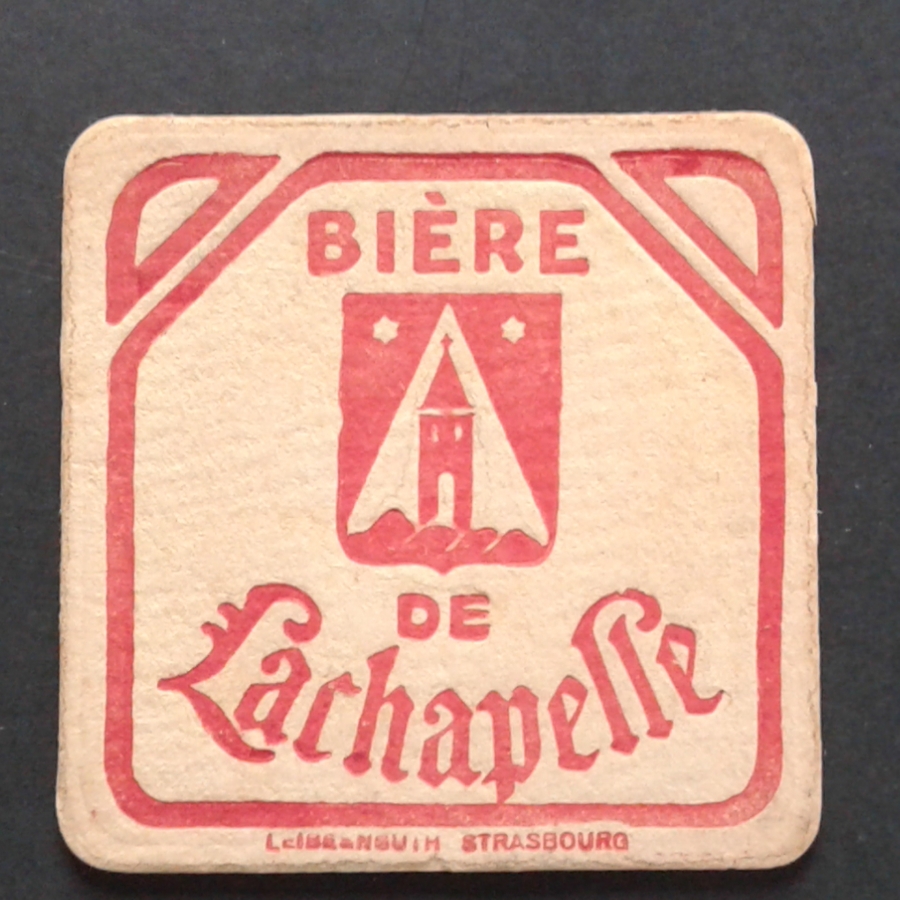 BIÈRE
DE
Lachapelle
STRASBOURG